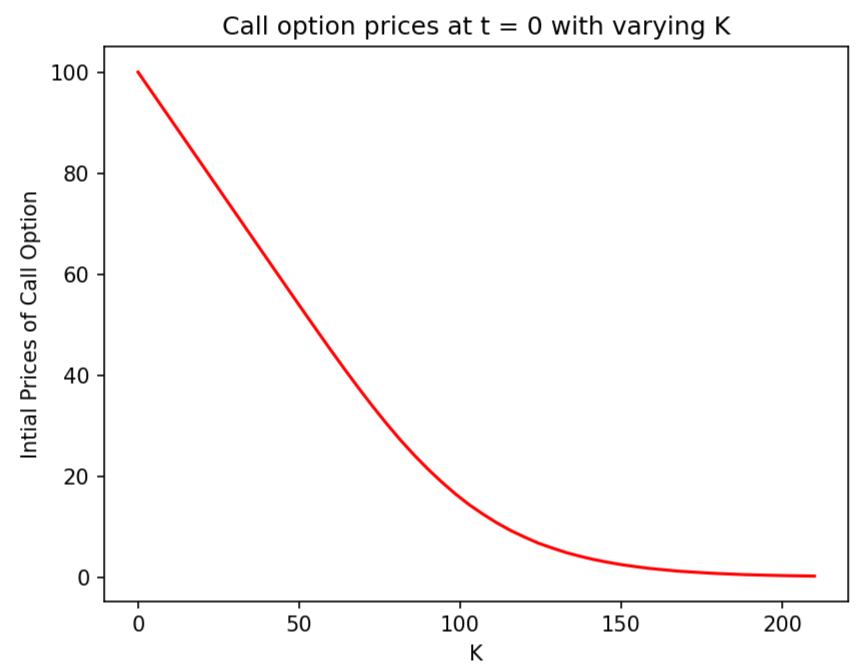 Call option prices at t = 0 with varying K
Intial Prices of Call Option
100
80
60
40
20
0
0 50 100 150 200
K